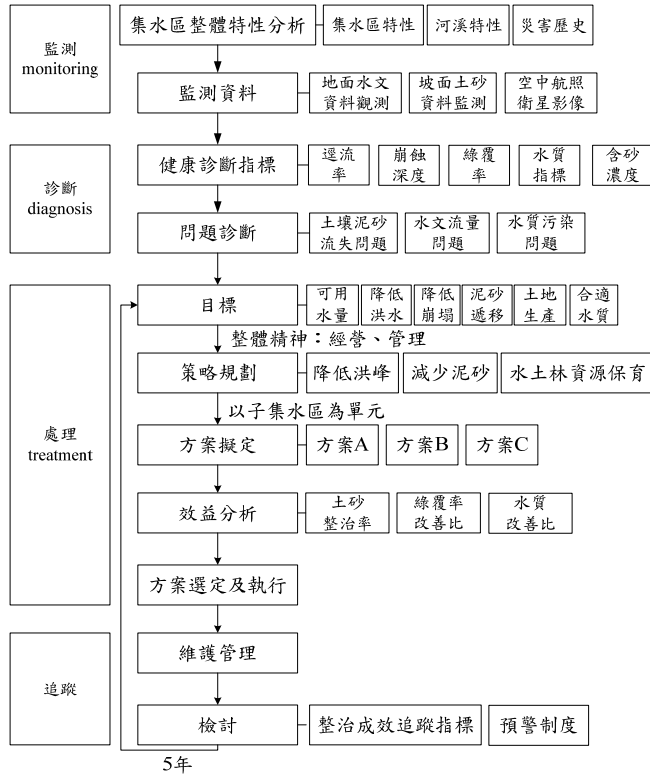 監測
monitoring
集水區整體特性分析
集水區特性
河溪特性
災害歷史
監測資料
地面水文
資料觀測
坡面土砂
資料監測
空中航照
衛星影像
診斷
diagnosis
健康診斷指標
逕流
率
崩蝕
深度
綠覆
率
水質
指標
含砂
濃度
問題診斷
土壤泥砂
流失問題
水文流量
問題
水質污染
問題
處理
treatment
目標
可用
水量
降低
洪水
降低
崩塌
泥砂
遞移
土地
生產
合適
水質
整體精神：經營、管理
策略規劃
降低洪峰
減少泥砂
水土林資源保育
以子集水區為單元
方案擬定
方案A
方案B
方案C
效益分析
土砂
整治率
綠覆率
改善比
水質
改善比
方案選定及執行
追蹤
維護管理
檢討
整治成效追蹤指標
預警制度
5年